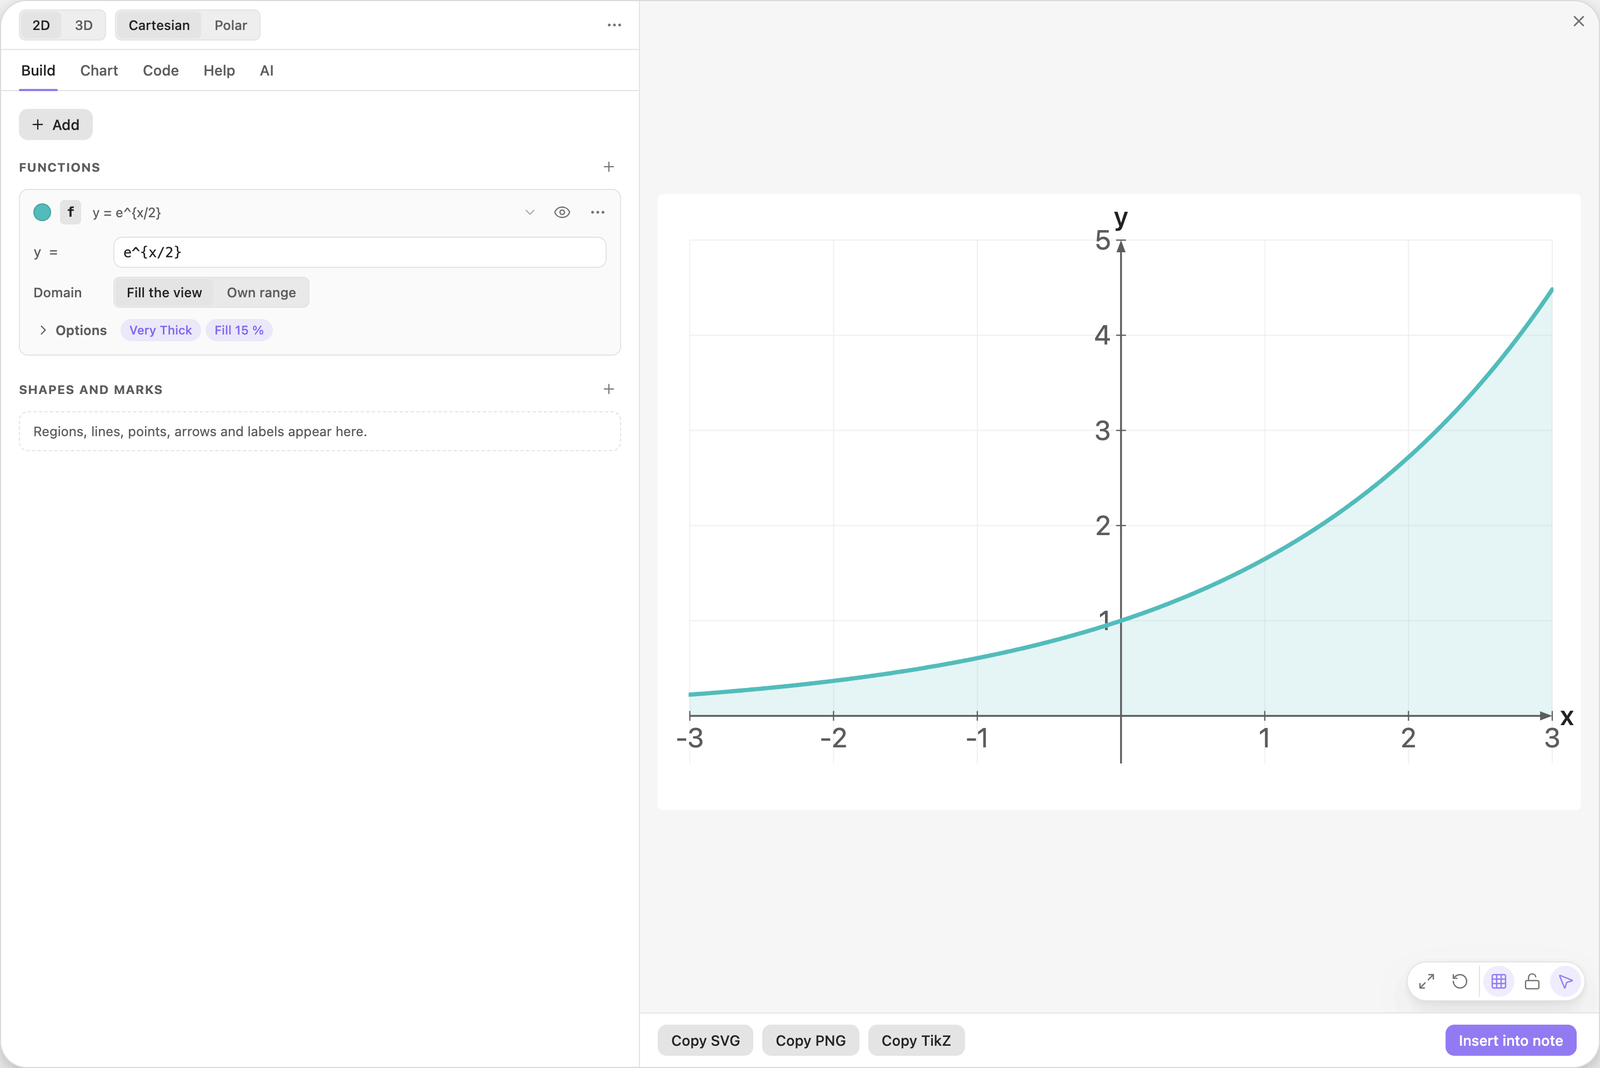 2D 3D Cartesian Polar
Build Chart Code Help AI
+ Add
FUNCTIONS
f y = e^{x/2}
y = e^{x/2}
Domain Fill the view Own range
Options Very Thick Fill 15 %
SHAPES AND MARKS
Regions, lines, points, arrows and labels appear here.
y
5
4
3
2
1
x
-3 -2 -1 1 2 3
Copy SVG Copy PNG Copy TikZ Insert into note